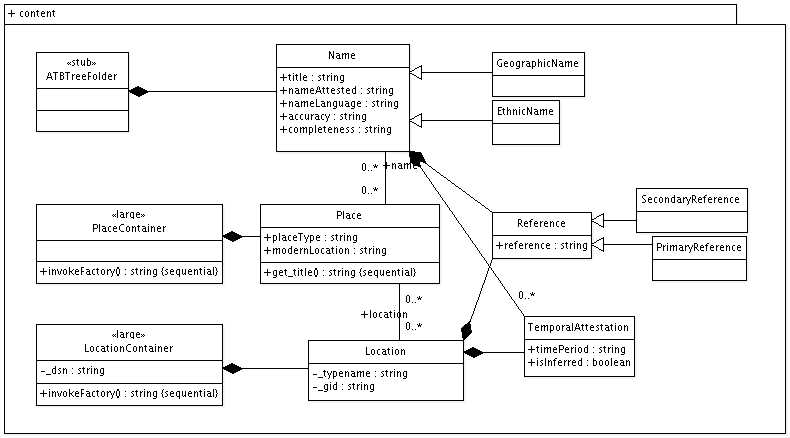 + content
«stub»
ATBTreeFolder
Name
+title : string
+nameAttested : string
+nameLanguage : string
+accuracy : string
+completeness : string
GeographicName
EthnicName
0..*
+name
0..*
«large»
PlaceContainer
+invokeFactory() : string {sequential}
Place
+placeType : string
+modernLocation : string
+get_title() : string {sequential}
Reference
+reference : string
SecondaryReference
PrimaryReference
0..*
+location
0..*
0..*
«large»
LocationContainer
-_dsn : string
+invokeFactory() : string {sequential}
Location
-_typename : string
-_gid : string
TemporalAttestation
+timePeriod : string
+isInferred : boolean